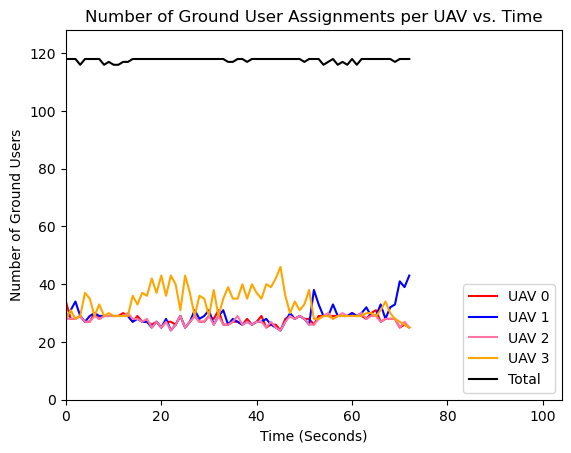 Number of Ground User Assignments per UAV vs. Time
Number of Ground Users
120
100
80
60
40
20
0
UAV 0
UAV 1
UAV 2
UAV 3
Total
0
20
40
60
80
100
Time (Seconds)